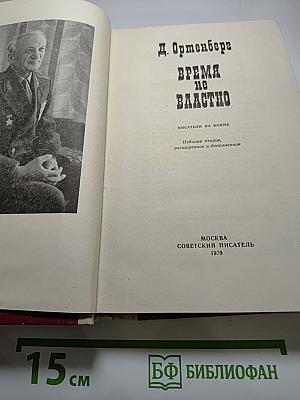 Д. Ортенберг
ВРЕМЯ
НЕ
ВЛАСТНО
ПИСАТЕЛИ НА ВОЙНЕ
Издание второе,
расширенное и дополненное
МОСКВА
СОВЕТСКИЙ ПИСАТЕЛЬ
1979
15 см
БФ БИБЛИОФАН